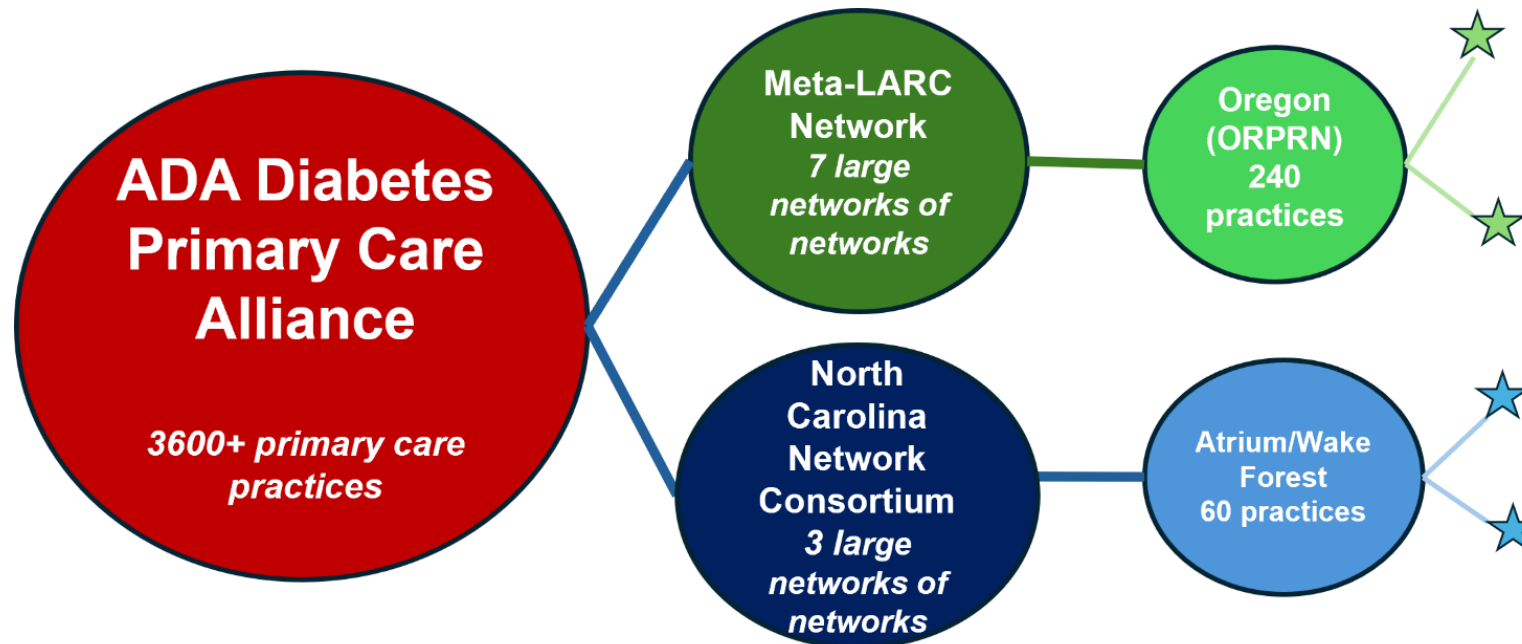 ADA Diabetes
Primary Care
Alliance
3600+ primary care
practices
Meta-LARC
Network
7 large
networks of
networks
North
Carolina
Network
Consortium
3 large
networks of
networks
Oregon
(ORPRN)
240
practices
Atrium/Wake
Forest
60 practices